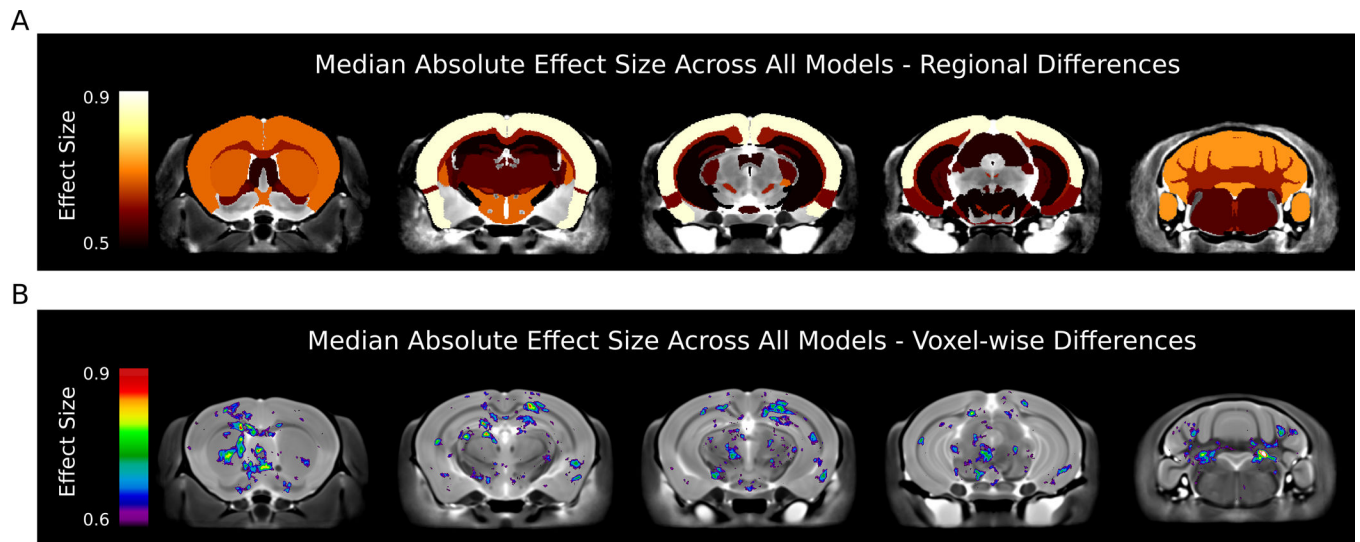 A
Median Absolute Effect Size Across All Models - Regional Differences
0.9
Effect Size
0.5
B
Median Absolute Effect Size Across All Models - Voxel-wise Differences
0.9
Effect Size
0.6